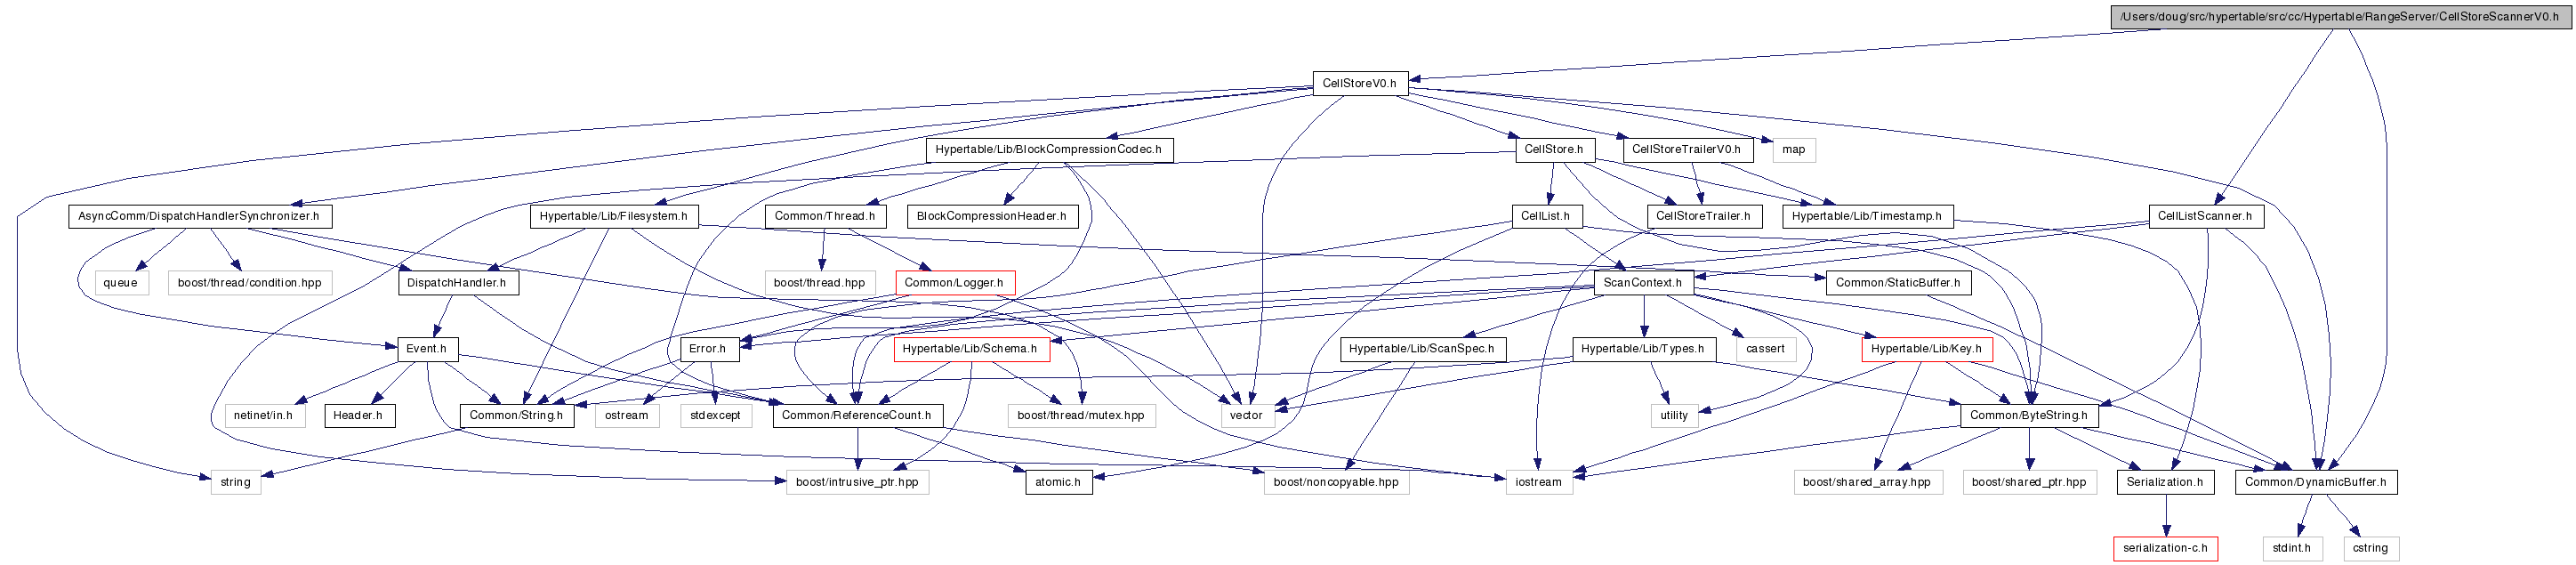 /Users/doug/src/hypertable/src/cc/Hypertable/RangeServer/CellStoreScannerV0.h
CellStoreV0.h
Hypertable/Lib/BlockCompressionCodec.h
CellStore.h
CellStoreTrailerV0.h
map
AsyncComm/DispatchHandlerSynchronizer.h
Hypertable/Lib/Filesystem.h
Common/Thread.h
BlockCompressionHeader.h
CellList.h
CellStoreTrailer.h
Hypertable/Lib/Timestamp.h
CellListScanner.h
queue
boost/thread/condition.hpp
DispatchHandler.h
boost/thread.hpp
Common/Logger.h
ScanContext.h
Common/StaticBuffer.h
Event.h
Error.h
Hypertable/Lib/Schema.h
Hypertable/Lib/ScanSpec.h
Hypertable/Lib/Types.h
cassert
Hypertable/Lib/Key.h
netinet/in.h
Header.h
Common/String.h
ostream
stdexcept
Common/ReferenceCount.h
boost/thread/mutex.hpp
vector
utility
Common/ByteString.h
string
boost/intrusive_ptr.hpp
atomic.h
boost/noncopyable.hpp
iostream
boost/shared_array.hpp
boost/shared_ptr.hpp
Serialization.h
Common/DynamicBuffer.h
serialization-c.h
stdint.h
cstring